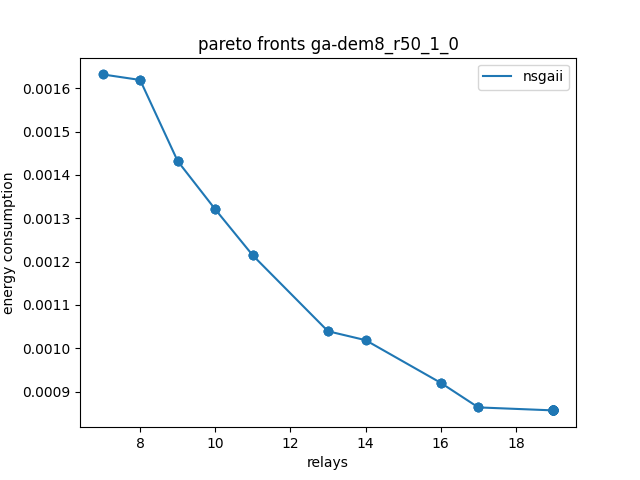 pareto fronts ga-dem8_r50_1_0
nsgaii
0.0016
0.0015
0.0014
0.0013
0.0012
0.0011
0.0010
0.0009
energy consumption
8 10 12 14 16 18
relays